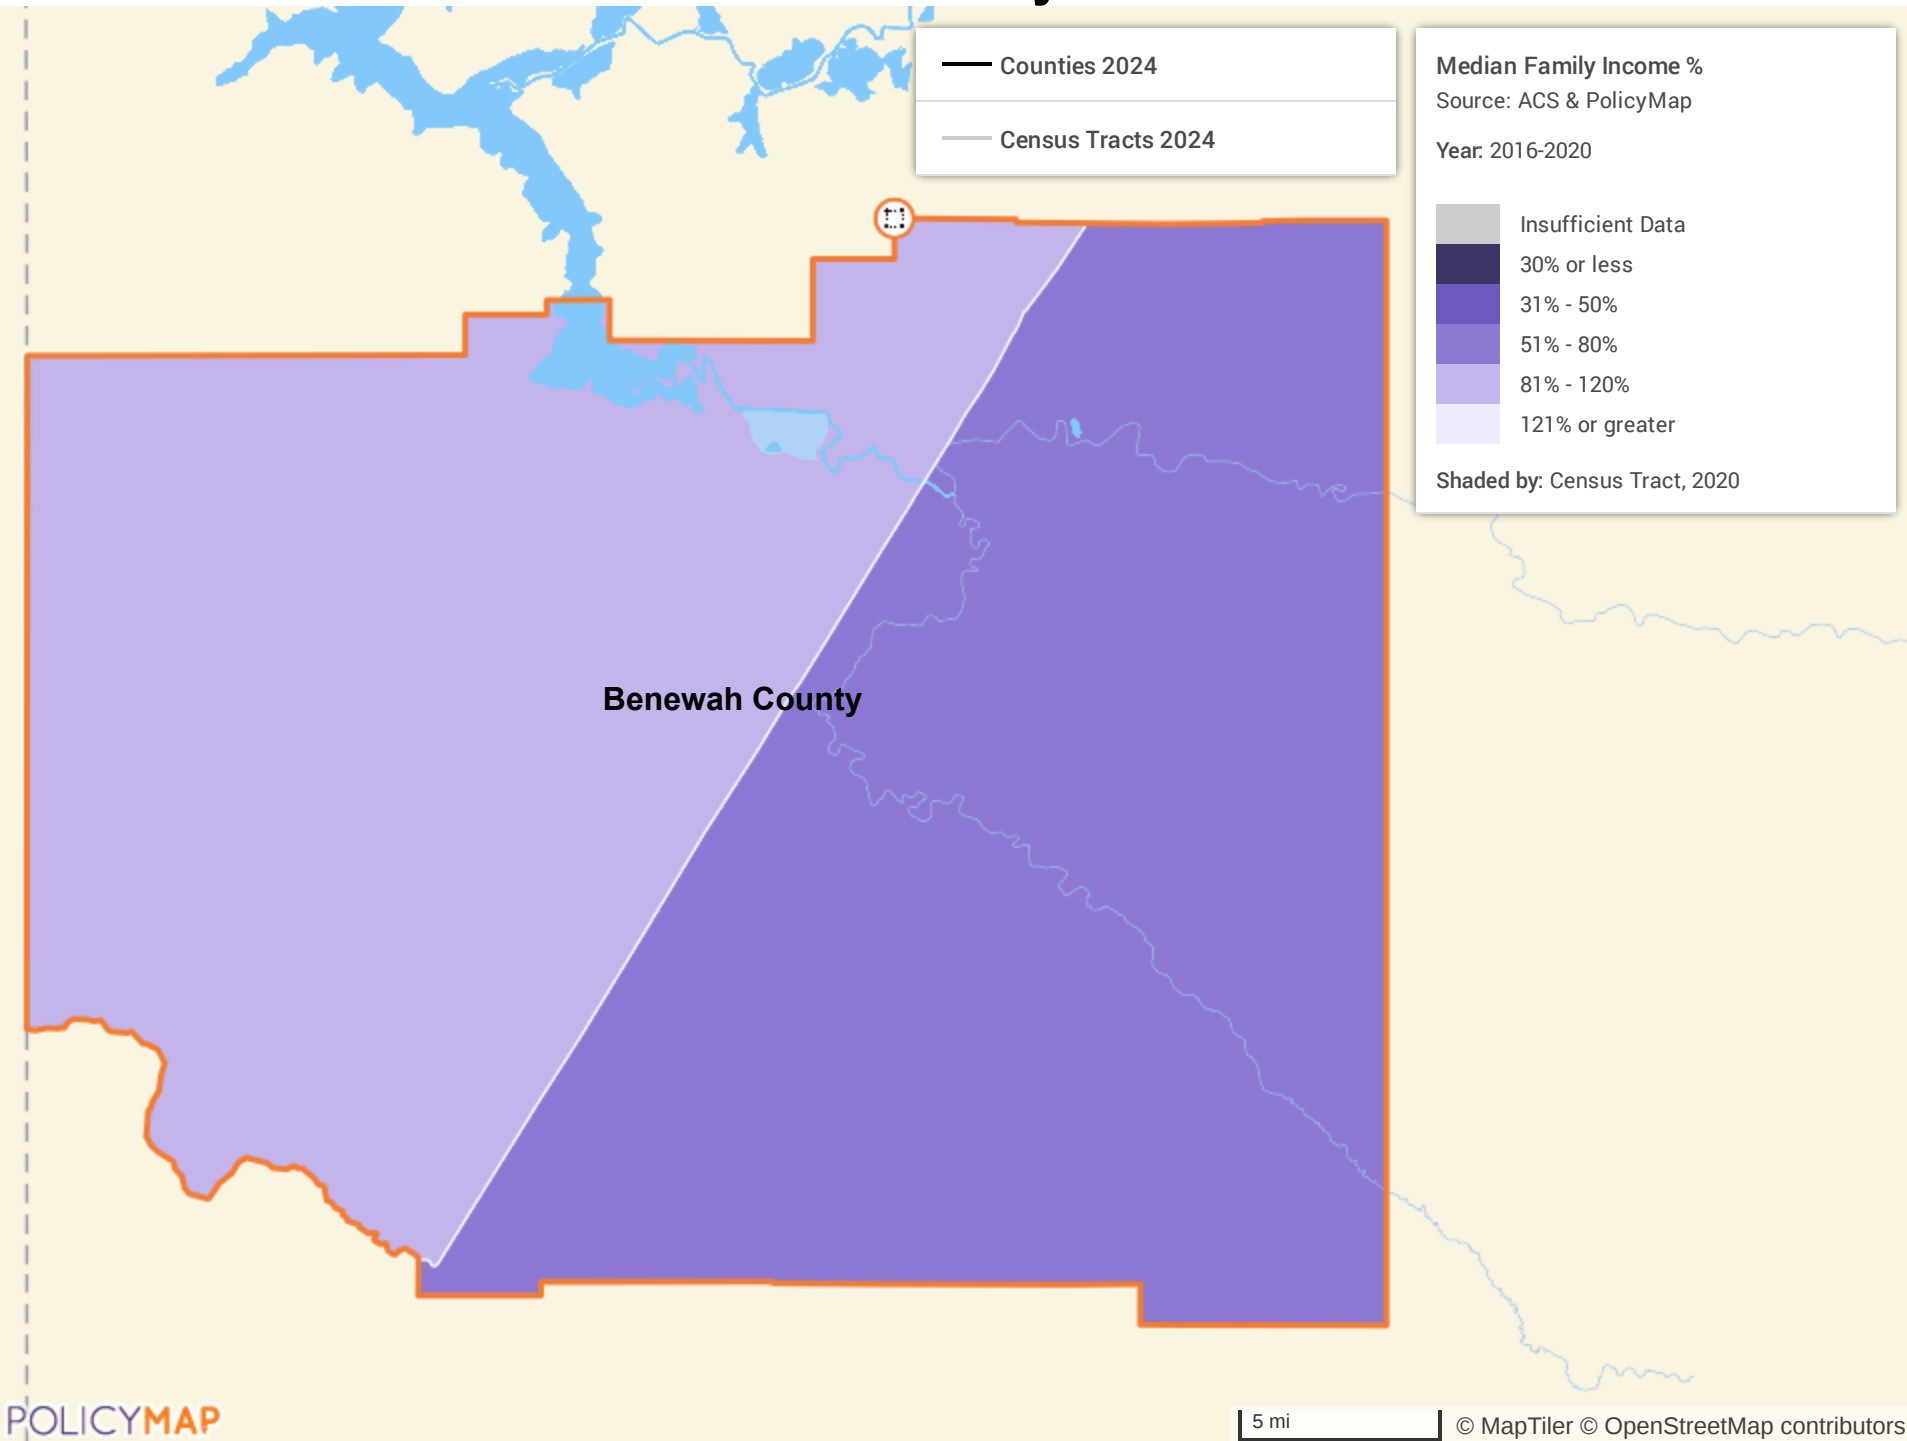 Counties 2024
Census Tracts 2024
Median Family Income %
Source: ACS & PolicyMap
Year: 2016-2020
Insufficient Data
30% or less
31% - 50%
51% - 80%
81% - 120%
121% or greater
Shaded by: Census Tract, 2020
Benewah County
POLICYMAP
5 mi
© MapTiler © OpenStreetMap contributors